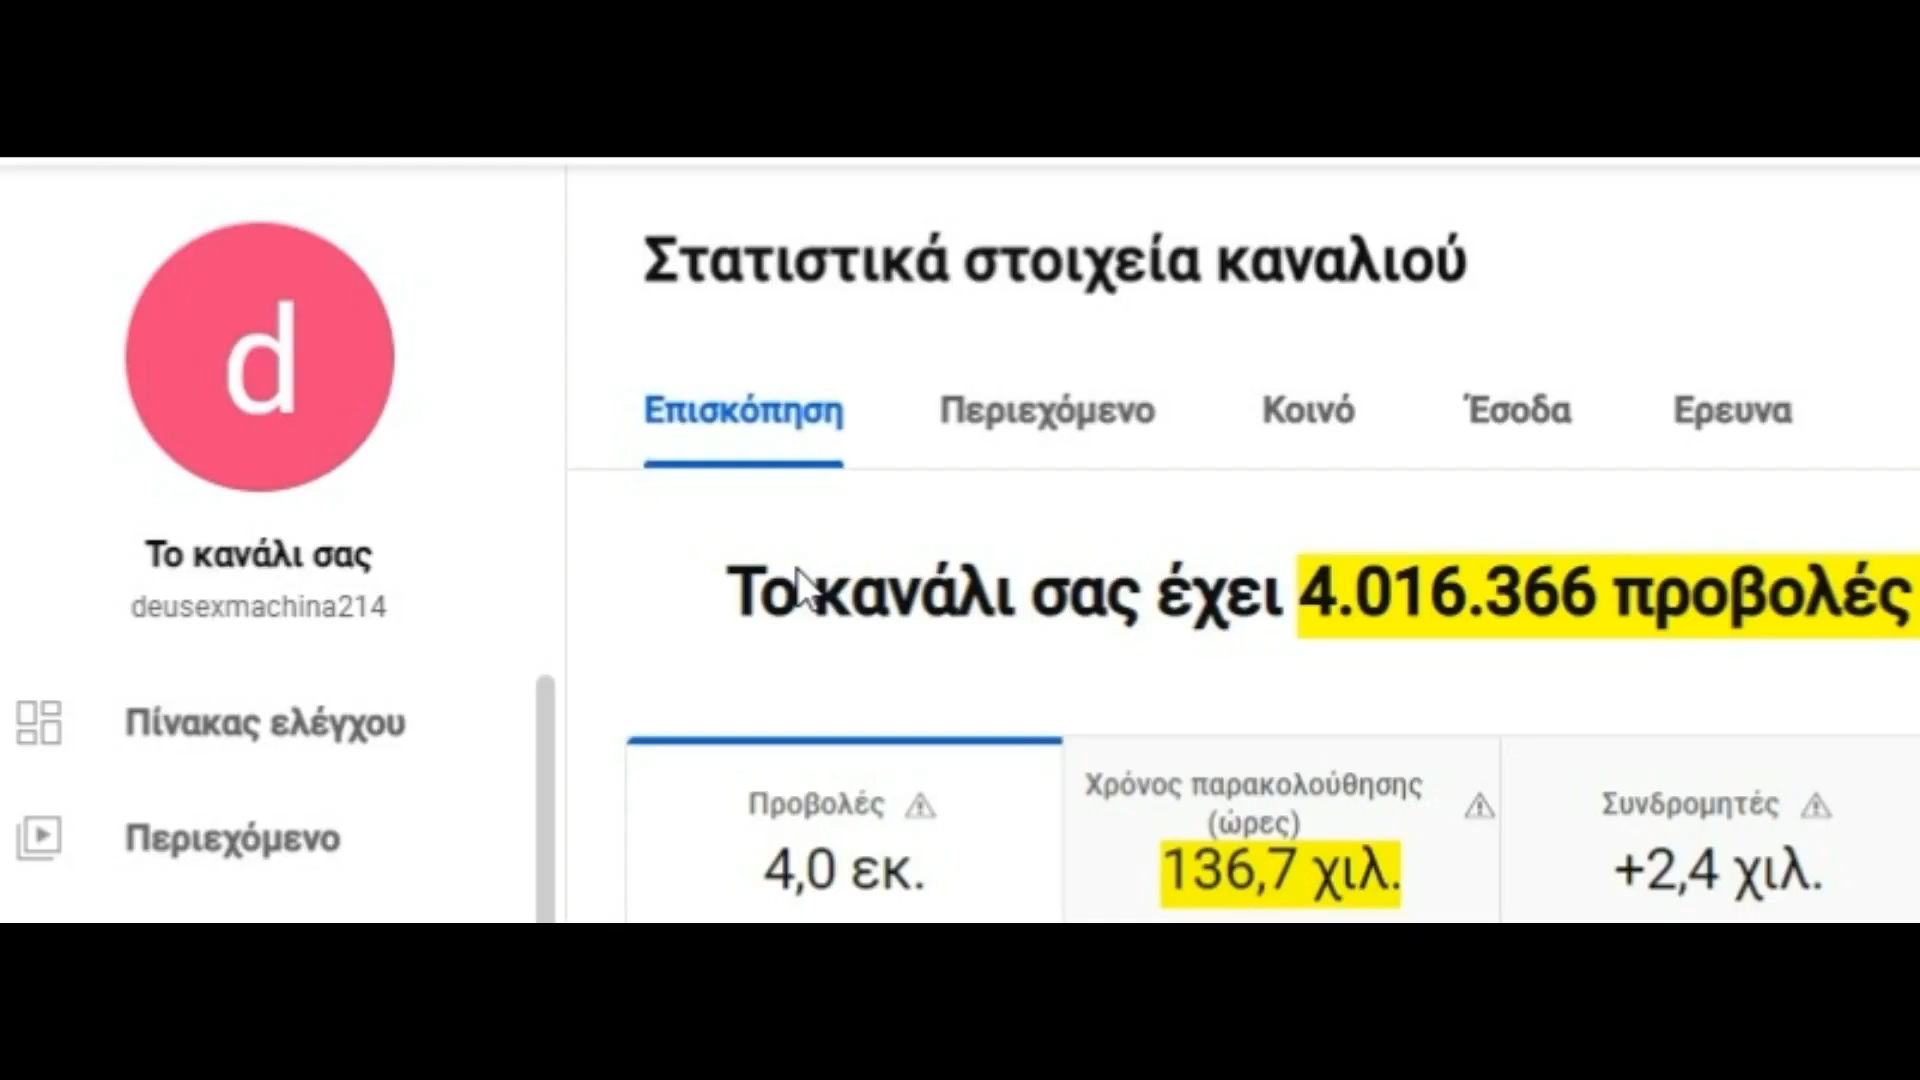 d
Το κανάλι σας
deusexmachina214
Πίνακας ελέγχου
Περιεχόμενο
Στατιστικά στοιχεία καναλιού
Επισκόπηση Περιεχόμενο Κοινό Έσοδα Ερευνα
Το κανάλι σας έχει 4.016.366 προβολές
Προβολές
4,0 εκ.
Χρόνος παρακολούθησης
(ώρες)
136,7 χιλ.
Συνδρομητές
+2,4 χιλ.